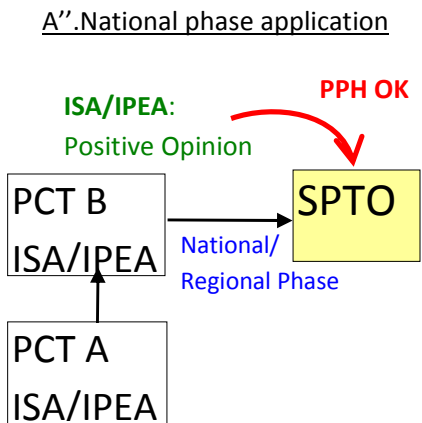 A’’.National phase application
PPH OK
ISA/IPEA:
Positive Opinion
PCT B
ISA/IPEA
SPTO
National/
Regional Phase
PCT A
ISA/IPEA